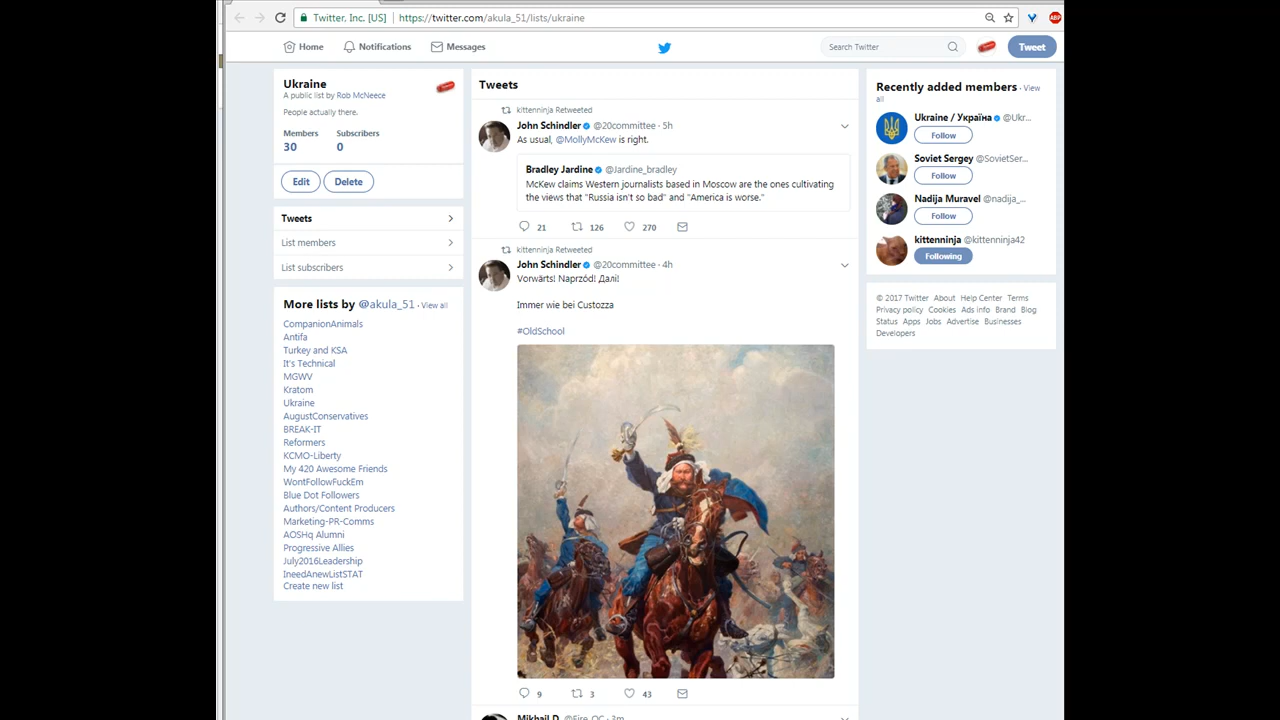 Twitter, Inc. [US]
https://twitter.com/akula_51/lists/ukraine
ABP
Home
Notifications
Messages
Search Twitter
Tweet
Ukraine
A public list by Rob McNeece
People actually there.
Members
Subscribers
30
0
Edit
Delete
Tweets
List members
List subscribers
More lists by @akula_51 · View all
CompanionAnimals
Antifa
Turkey and KSA
It's Technical
MGWV
Kratom
Ukraine
AugustConservatives
BREAK-IT
Reformers
KCMO-Liberty
My 420 Awesome Friends
WontFollowFuckEm
Blue Dot Followers
Authors/Content Producers
Marketing-PR-Comms
AOSHq Alumni
Progressive Allies
July2016Leadership
IneedAnewListSTAT
Create new list
Tweets
kittenninja Retweeted
John Schindler @20committee · 5h
As usual, @MollyMcKew is right.
Bradley Jardine @Jardine_bradley
McKew claims Western journalists based in Moscow are the ones cultivating
the views that "Russia isn't so bad" and "America is worse."
21
126
270
kittenninja Retweeted
John Schindler @20committee · 4h
Vorwärts! Naprzód! Далі!
Immer wie bei Custozza
#OldSchool
9
3
43
Mikhail D @Fire_QC · 3m
Recently added members · View
all
Ukraine / Україна @Ukr...
Follow
Soviet Sergey @SovietSer...
Follow
Nadija Muravel @nadija_...
Follow
kittenninja @kittenninja42
Following
© 2017 Twitter About Help Center Terms
Privacy policy Cookies Ads info Brand Blog
Status Apps Jobs Advertise Businesses
Developers